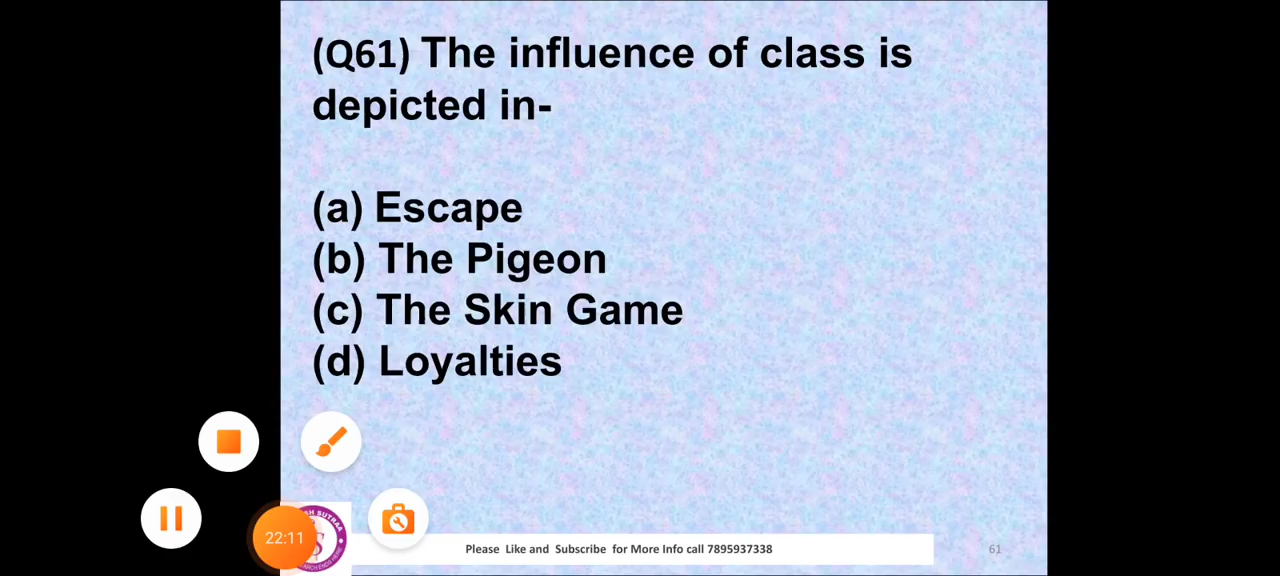 (Q61) The influence of class is
depicted in-
(a) Escape
(b) The Pigeon
(c) The Skin Game
(d) Loyalties
22:11
Please Like and Subscribe for More Info call 7895937338
61